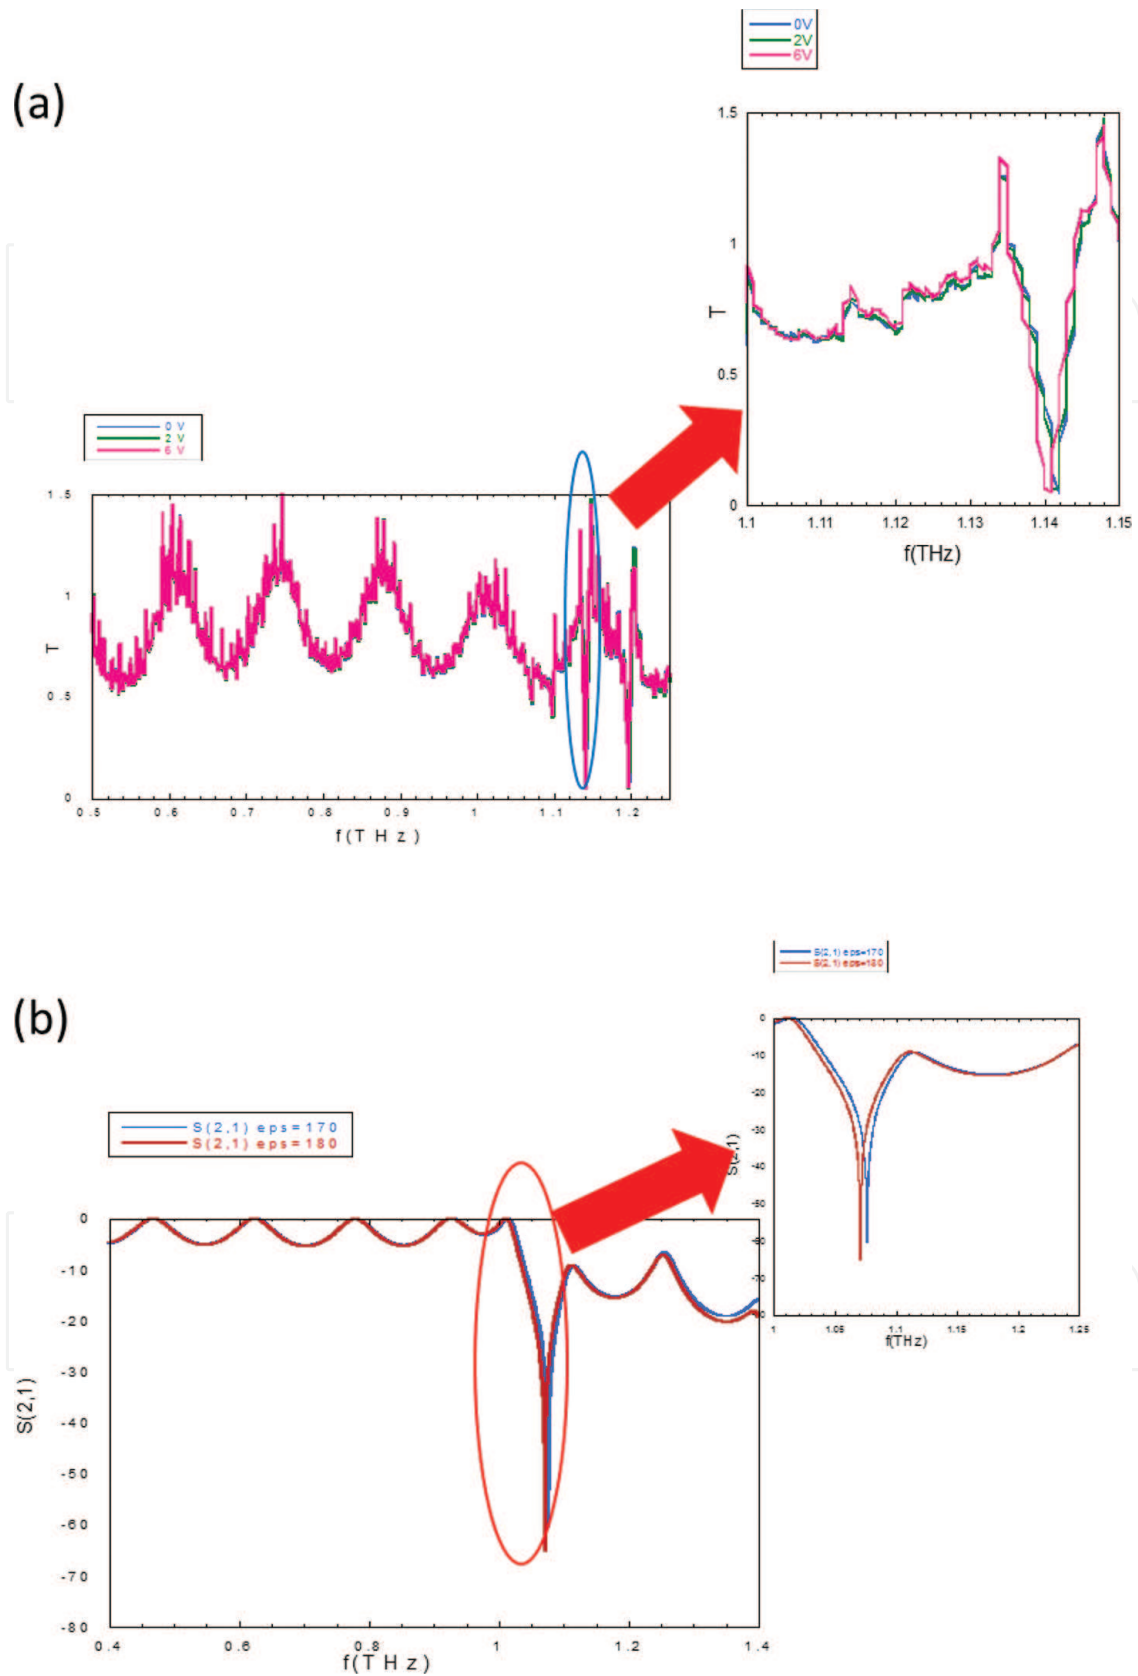 (a)
0V
2V
6V
1.5
1
0.5
0
T
1.1 1.11 1.12 1.13 1.14 1.15
f(THz)
0 V
2 V
6 V
1.5
1
0.5
0
T
0.5 0.6 0.7 0.8 0.9 1 1.1 1.2
f(T H z)
(b)
S(2,1) eps=170
S(2,1) eps=180
0
-10
-20
-30
-40
-50
-60
-70
-80
S(2,1)
1 1.05 1.1 1.15 1.2 1.25
f(THz)
S(2,1) eps=170
S(2,1) eps=180
0
-10
-20
-30
-40
-50
-60
-70
-80
S(2,1)
0.4 0.6 0.8 1 1.2 1.4
f(T H z)